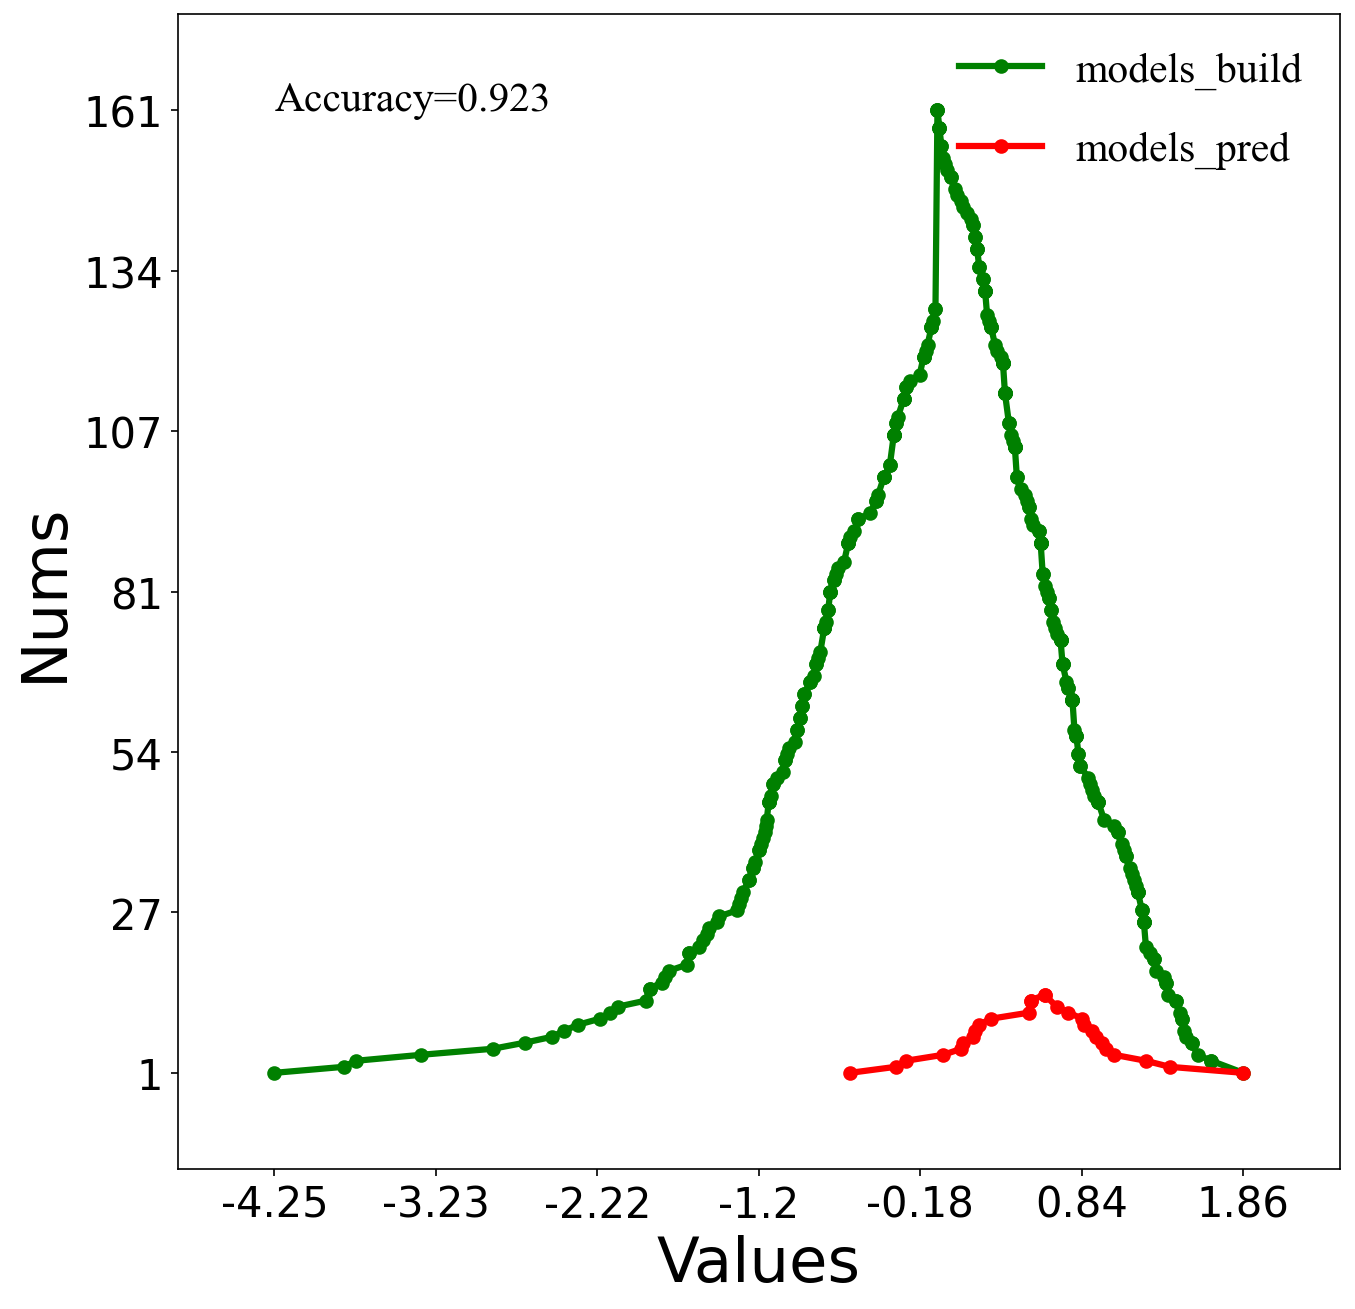 Accuracy=0.923
models_build
models_pred
161
134
107
81
54
27
1
Nums
-4.25
-3.23
-2.22
-1.2
-0.18
0.84
1.86
Values